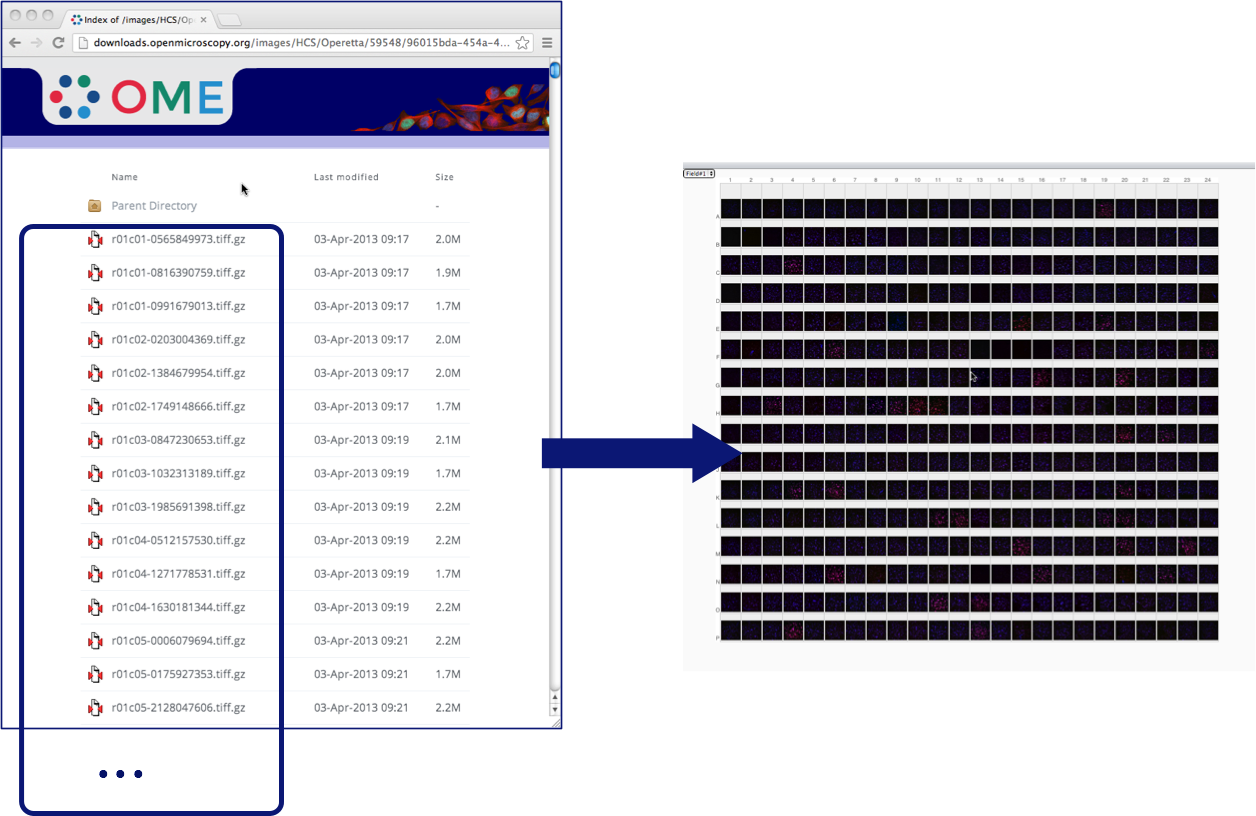 Index of /images/HCS/Op
downloads.openmicroscopy.org/images/HCS/Operetta/59548/96015bda-454a-4...
OME
Name Last modified Size
Parent Directory -
r01c01-0565849973.tiff.gz 03-Apr-2013 09:17 2.0M
r01c01-0816390759.tiff.gz 03-Apr-2013 09:17 1.9M
r01c01-0991679013.tiff.gz 03-Apr-2013 09:17 1.7M
r01c02-0203004369.tiff.gz 03-Apr-2013 09:17 2.0M
r01c02-1384679954.tiff.gz 03-Apr-2013 09:17 2.0M
r01c02-1749148666.tiff.gz 03-Apr-2013 09:17 1.7M
r01c03-0847230653.tiff.gz 03-Apr-2013 09:19 2.1M
r01c03-1032313189.tiff.gz 03-Apr-2013 09:19 1.7M
r01c03-1985691398.tiff.gz 03-Apr-2013 09:19 2.2M
r01c04-0512157530.tiff.gz 03-Apr-2013 09:19 2.2M
r01c04-1271778531.tiff.gz 03-Apr-2013 09:19 1.7M
r01c04-1630181344.tiff.gz 03-Apr-2013 09:19 2.2M
r01c05-0006079694.tiff.gz 03-Apr-2013 09:21 2.2M
r01c05-0175927353.tiff.gz 03-Apr-2013 09:21 1.7M
r01c05-2128047606.tiff.gz 03-Apr-2013 09:21 2.2M
...
Field#1
1 2 3 4 5 6 7 8 9 10 11 12 13 14 15 16 17 18 19 20 21 22 23 24
A
B
C
D
E
F
G
H
I
K
L
M
N
O
P